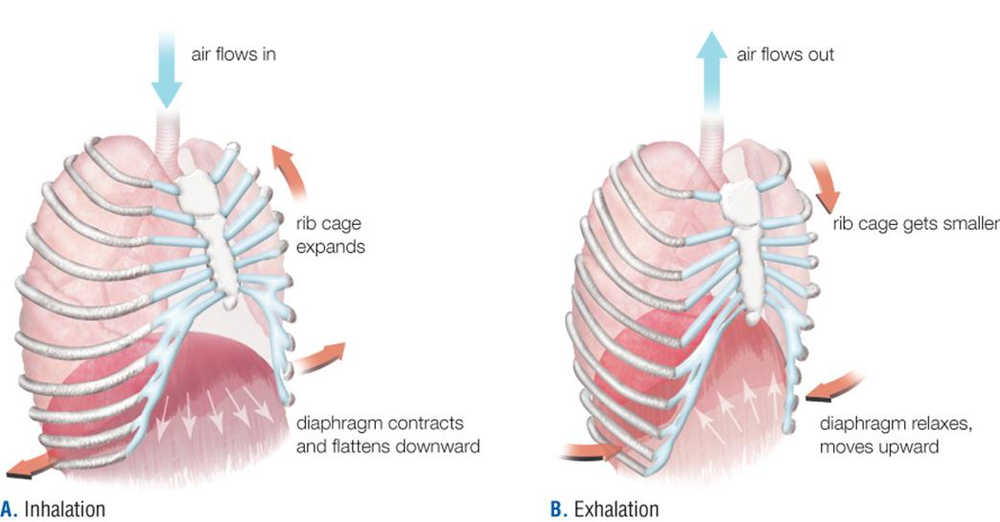 air flows in
rib cage
expands
diaphragm contracts
and flattens downward
A. Inhalation
air flows out
rib cage gets smaller
diaphragm relaxes,
moves upward
B. Exhalation